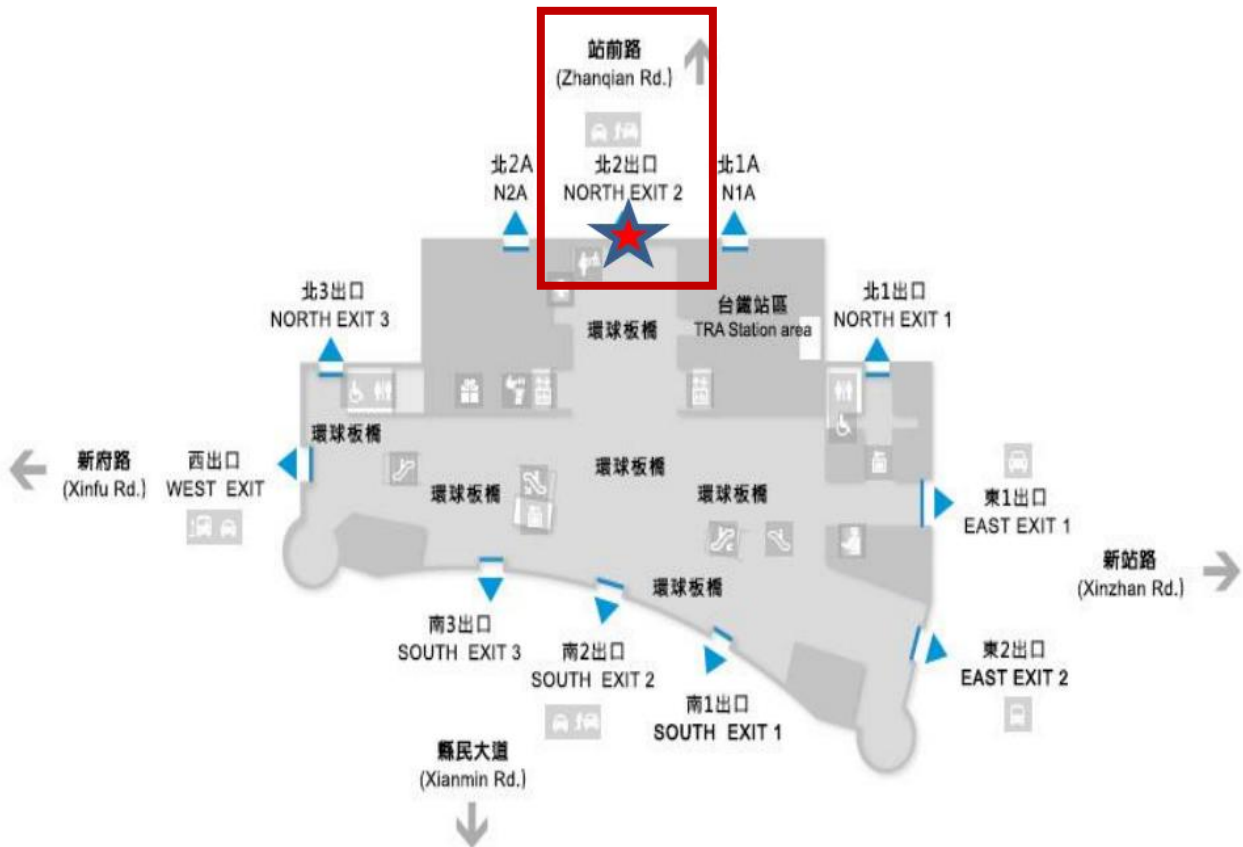 站前路
(Zhanqian Rd.)
北2A
N2A
北2出口
NORTH EXIT 2
北1A
N1A
北3出口
NORTH EXIT 3
台鐵站區
TRA Station area
北1出口
NORTH EXIT 1
環球板橋
環球板橋
環球板橋
環球板橋
環球板橋
新府路
(Xinfu Rd.)
西出口
WEST EXIT
東1出口
EAST EXIT 1
新站路
(Xinzhan Rd.)
環球板橋
南3出口
SOUTH EXIT 3
南2出口
SOUTH EXIT 2
南1出口
SOUTH EXIT 1
東2出口
EAST EXIT 2
縣民大道
(Xianmin Rd.)